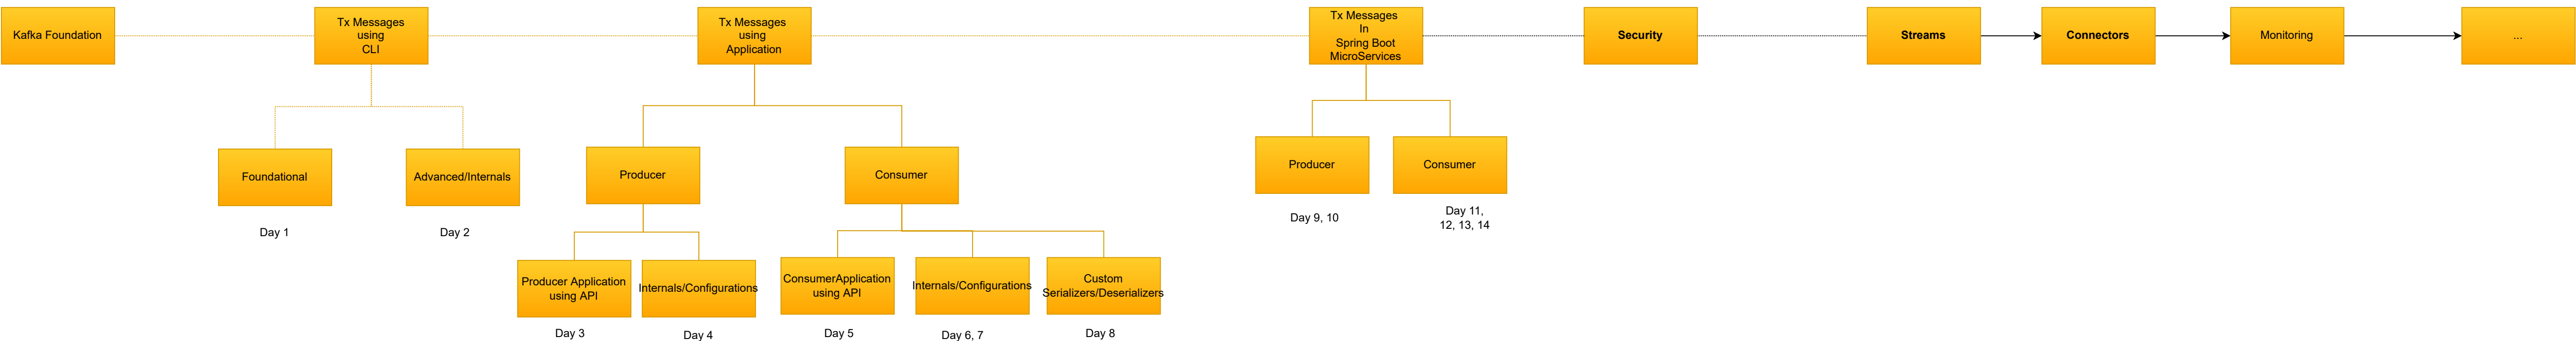 Kafka Foundation
Tx Messages
using
CLI
Tx Messages
using
Application
Tx Messages
In
Spring Boot
MicroServices
Security
Streams
Connectors
Monitoring
...
Foundational
Advanced/Internals
Producer
Consumer
Producer
Consumer
Day 1
Day 2
Day 9, 10
Day 11,
12, 13, 14
Producer Application
using API
Internals/Configurations
ConsumerApplication
using API
Internals/Configurations
Custom
Serializers/Deserializers
Day 3
Day 4
Day 5
Day 6, 7
Day 8